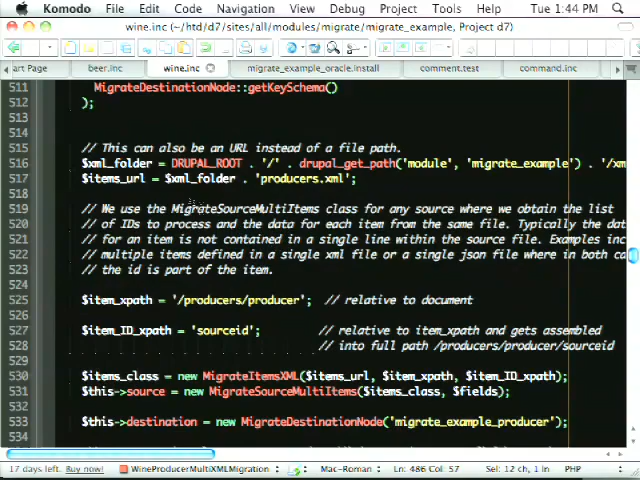 Komodo File Edit Code View Debug Project Tools Help Tue 1:44 PM
wine.inc (~/htd/d7/sites/all/modules/migrate/migrate_example, Project d7)
art Page beer.inc wine.inc migrate_example_oracle.install comment.test command.inc
511 MigrateDestinationNode::getKeySchema()
512 );
513
514
515 // This can also be an URL instead of a file path.
516 $xml_folder = DRUPAL_ROOT . '/' . drupal_get_path('module', 'migrate_example') . '/xm
517 $items_url = $xml_folder . 'producers.xml';
518
519 // We use the MigrateSourceMultiItems class for any source where we obtain the list
520 // of IDs to process and the data for each item from the same file. Typically the dat
521 // for an item is not contained in a single line within the source file. Examples inc
522 // multiple items defined in a single xml file or a single json file where in both ca
523 // the id is part of the item.
524
525 $item_xpath = '/producers/producer'; // relative to document
526
527 $item_ID_xpath = 'sourceid'; // relative to item_xpath and gets assembled
528 // into full path /producers/producer/sourceid
529
530 $items_class = new MigrateItemsXML($items_url, $item_xpath, $item_ID_xpath);
531 $this->source = new MigrateSourceMultiItems($items_class, $fields);
532
533 $this->destination = new MigrateDestinationNode('migrate_example_producer');
534
17 days left. Buy now! WineProducerMultiXMLMigration Mac-Roman Ln: 486 Col: 57 Sel: 12 ch, 1 ln PHP